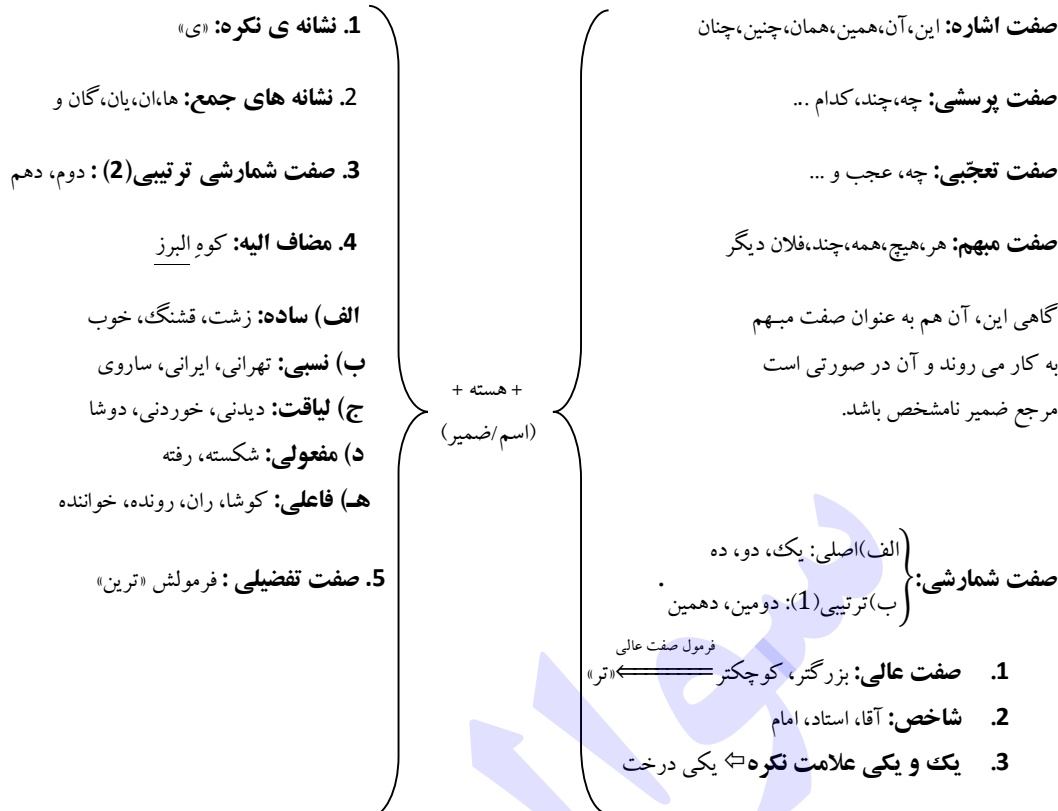 صفت اشاره: این،آن،همین،همان،چنین،چنان
صفت پرسشی: چه،چند،کدام ...
صفت تعجّبی: چه، عجب و ...
صفت مبهم: هر،هیچ،همه،چند،فلان دیگر
گاهی این، آن هم به عنوان صفت مبهم
به کار می روند و آن در صورتی است
مرجع ضمیر نامشخص باشد.
صفت شمارشی:
الف)اصلی: یک، دو، ده
ب)ترتیبی(1): دومین، دهمین .
1. صفت عالی: بزرگتر، کوچکتر فرمول صفت عالی ⇐ «تر»
2. شاخص: آقا، استاد، امام
3. یک و یکی علامت نکره ⇦ یکی درخت
+ هسته +
(اسم/ضمیر)
1. نشانه ی نکره: «ی»
2. نشانه های جمع: ها،ان،یان،گان و
3. صفت شمارشی ترتیبی(2) : دوم، دهم
4. مضاف الیه: کوهِ البرز
الف) ساده: زشت، قشنگ، خوب
ب) نسبی: تهرانی، ایرانی، ساروی
ج) لیاقت: دیدنی، خوردنی، دوشا
د) مفعولی: شکسته، رفته
هـ) فاعلی: کوشا، ران، رونده، خواننده
5. صفت تفضیلی : فرمولش «ترین»